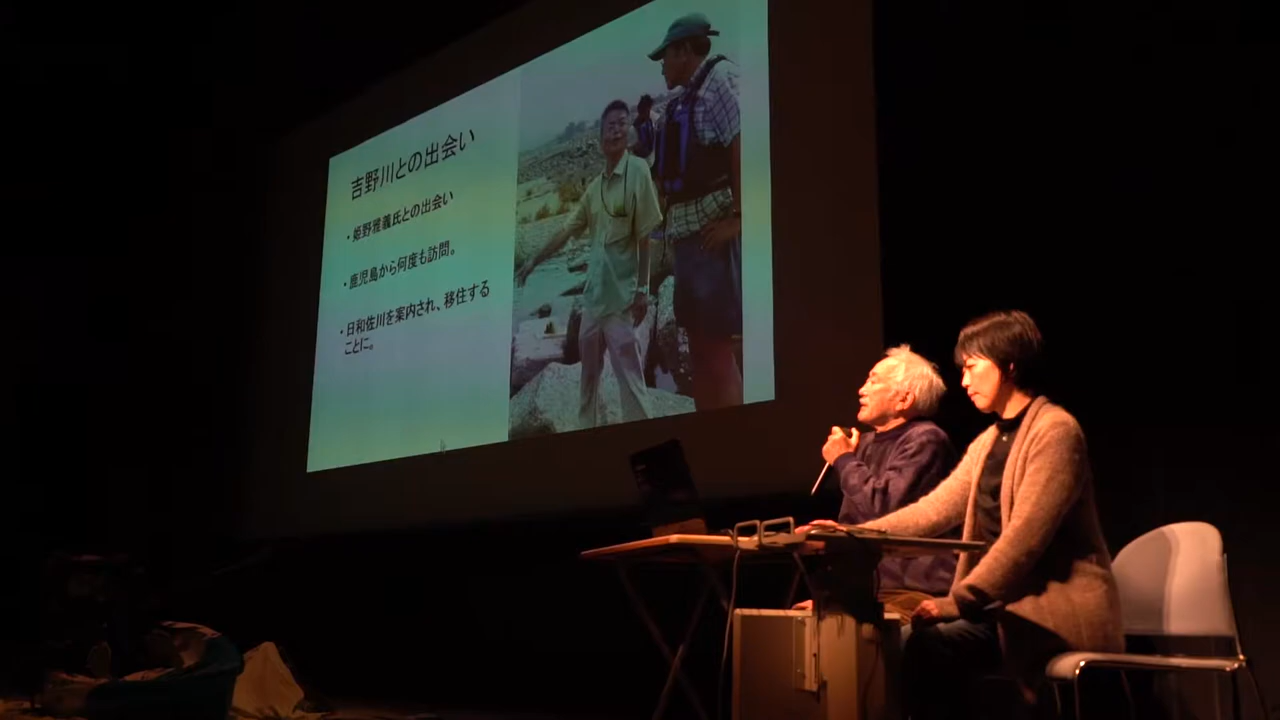 吉野川との出会い
・姫野雅義氏との出会い
・鹿児島から何度も訪問。
・日和佐川を案内され、移住する
ことに。